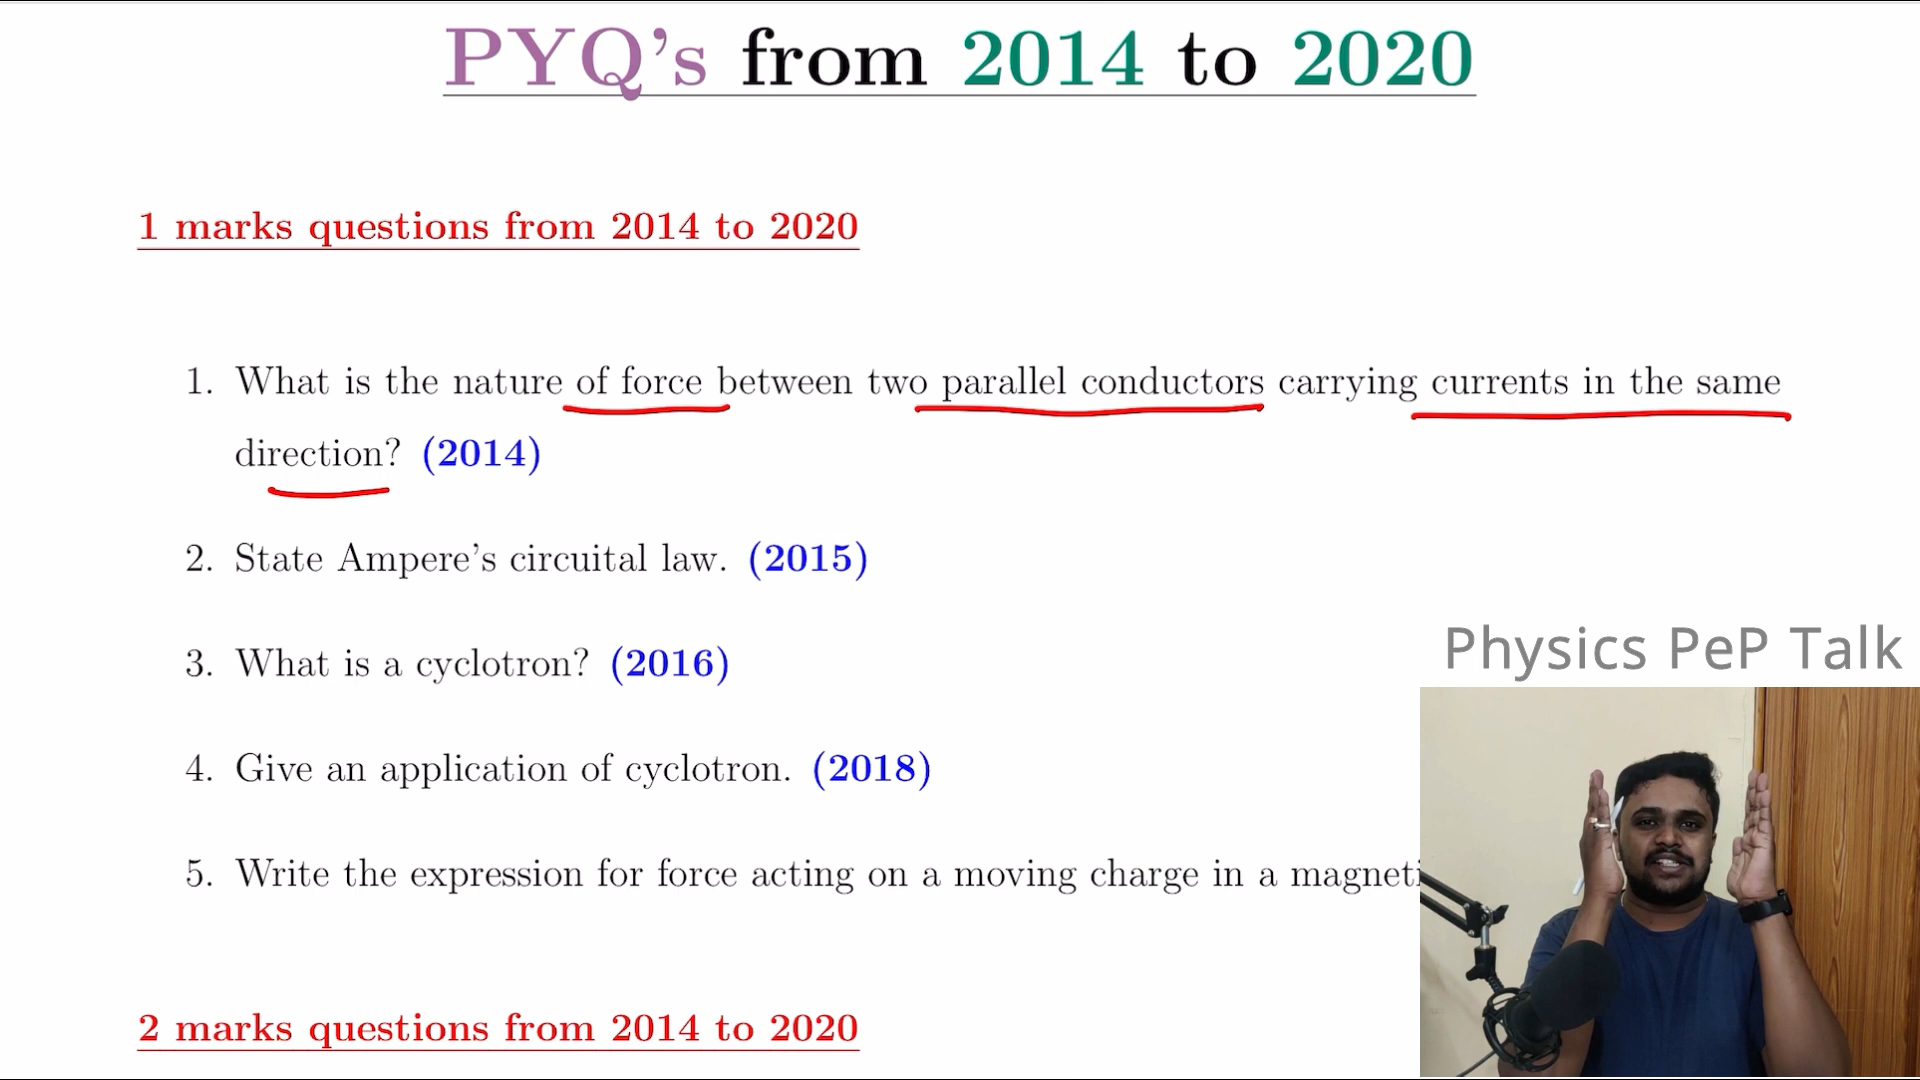 PYQ's from 2014 to 2020
1 marks questions from 2014 to 2020
1. What is the nature of force between two parallel conductors carrying currents in the same
direction? (2014)
2. State Ampere's circuital law. (2015)
3. What is a cyclotron? (2016)
Physics PeP Talk
4. Give an application of cyclotron. (2018)
5. Write the expression for force acting on a moving charge in a magneti
2 marks questions from 2014 to 2020